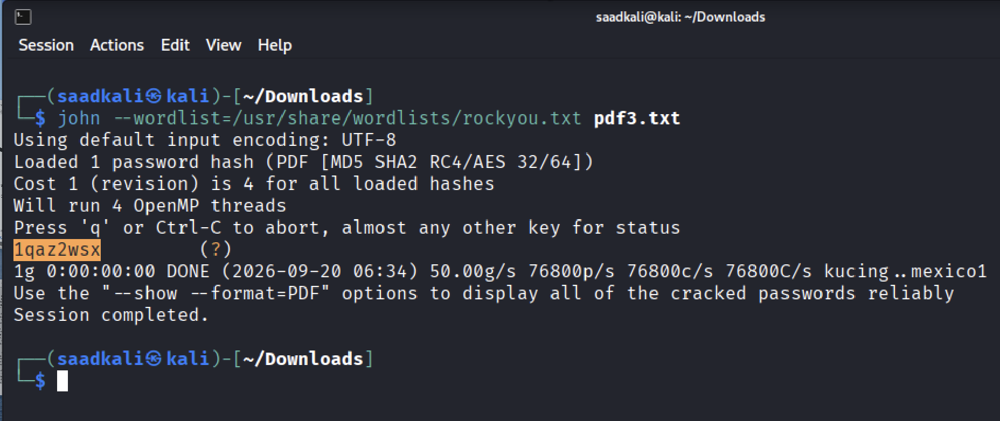 saadkali@kali: ~/Downloads
Session Actions Edit View Help
┌──(saadkali㉿kali)-[~/Downloads]
└─$ john --wordlist=/usr/share/wordlists/rockyou.txt pdf3.txt
Using default input encoding: UTF-8
Loaded 1 password hash (PDF [MD5 SHA2 RC4/AES 32/64])
Cost 1 (revision) is 4 for all loaded hashes
Will run 4 OpenMP threads
Press 'q' or Ctrl-C to abort, almost any other key for status
1qaz2wsx         (?)
1g 0:00:00:00 DONE (2026-09-20 06:34) 50.00g/s 76800p/s 76800c/s 76800C/s kucing..mexico1
Use the "--show --format=PDF" options to display all of the cracked passwords reliably
Session completed.
┌──(saadkali㉿kali)-[~/Downloads]
└─$